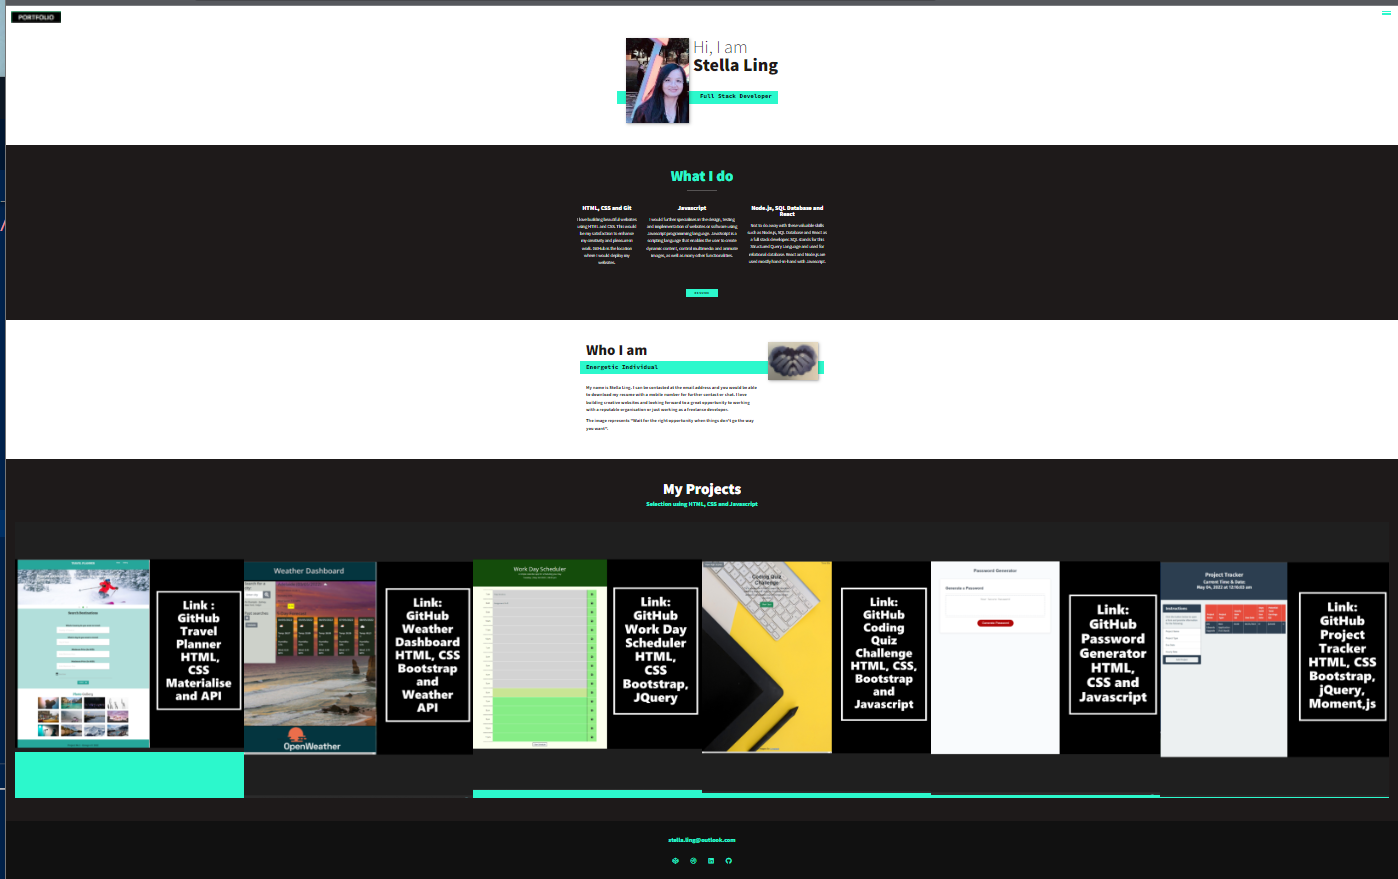 PORTFOLIO
Hi, I am
Stella Ling
Full Stack Developer
What I do
HTML, CSS and Git
I love building beautiful websites
using HTML and CSS. This would
be my satisfaction to enhance
my creativity and pleasure in
work. GitHub is the location
where I would deploy my
websites.
Javascript
I would further specialise in the design, testing
and implementation of websites or software using
Javascript programming language. JavaScript is a
scripting language that enables the user to create
dynamic content, control multimedia and animate
images, as well as many other functionalities.
Node.js, SQL Database and
React
Not to do away with these valuable skills
such as Node.js, SQL Database and React as
a full stack developer. SQL stands for this
Structured Query Language and used for
relational database. React and Node.js are
used mostly hand-in-hand with Javascript.
Who I am
Energetic Individual
My name is Stella Ling. I can be contacted at the email address and you would be able
to download my resume with a mobile number for further contact or chat. I love
building creative websites and looking forward to a great opportunity to working
with a reputable organisation or just working as a freelance developer.
The image represents "Wait for the right opportunity when things don't go the way
you want".
My Projects
Selection using HTML, CSS and Javascript
Link :
GitHub
Travel
Planner
HTML,
CSS
Materialise
and API
Weather Dashboard
OpenWeather
Link:
GitHub
Weather
Dashboard
HTML, CSS
Bootstrap
and
Weather
API
Work Day Scheduler
Link:
GitHub
Work Day
Scheduler
HTML,
CSS
Bootstrap,
JQuery
Coding Quiz
Challenge
Link:
GitHub
Coding
Quiz
Challenge
HTML, CSS,
Bootstrap
and
Javascript
Password Generator
Generate a Password
Generate Password
Link:
GitHub
Password
Generator
HTML,
CSS and
Javascript
Project Tracker
Current Time & Date:
Instructions
Link:
GitHub
Project
Tracker
HTML, CSS
Bootstrap,
jQuery,
Moment,js
stella.ling@outlook.com